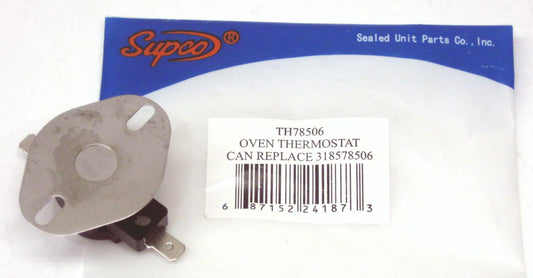 Supco®
Sealed Unit Parts Co., Inc.
TH78506
OVEN THERMOSTAT
CAN REPLACE 318578506
6 87152 24187 3